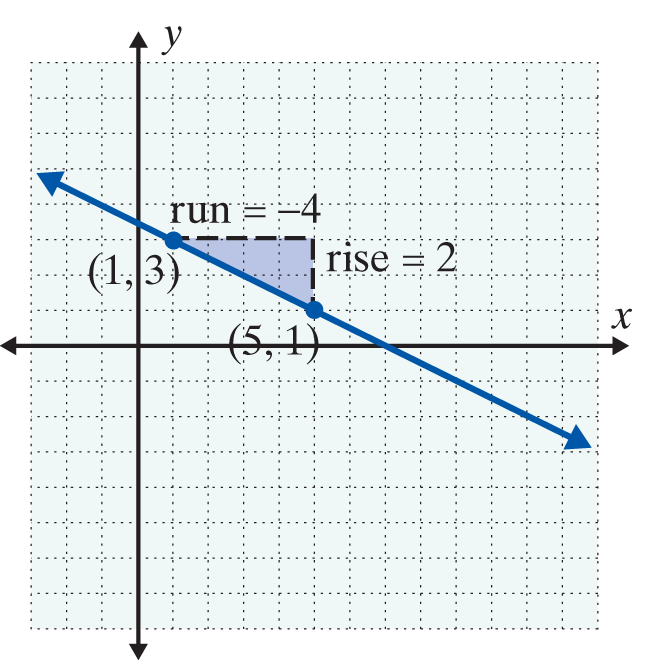 y
run = –4
rise = 2
(1, 3)
x
(5, 1)